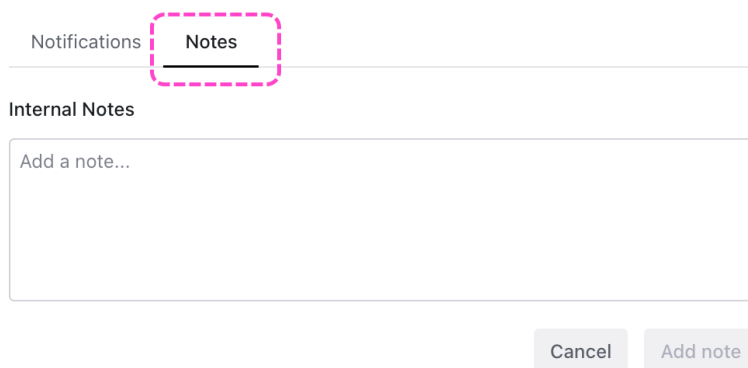 Notifications Notes
Internal Notes
Add a note...
Cancel Add note